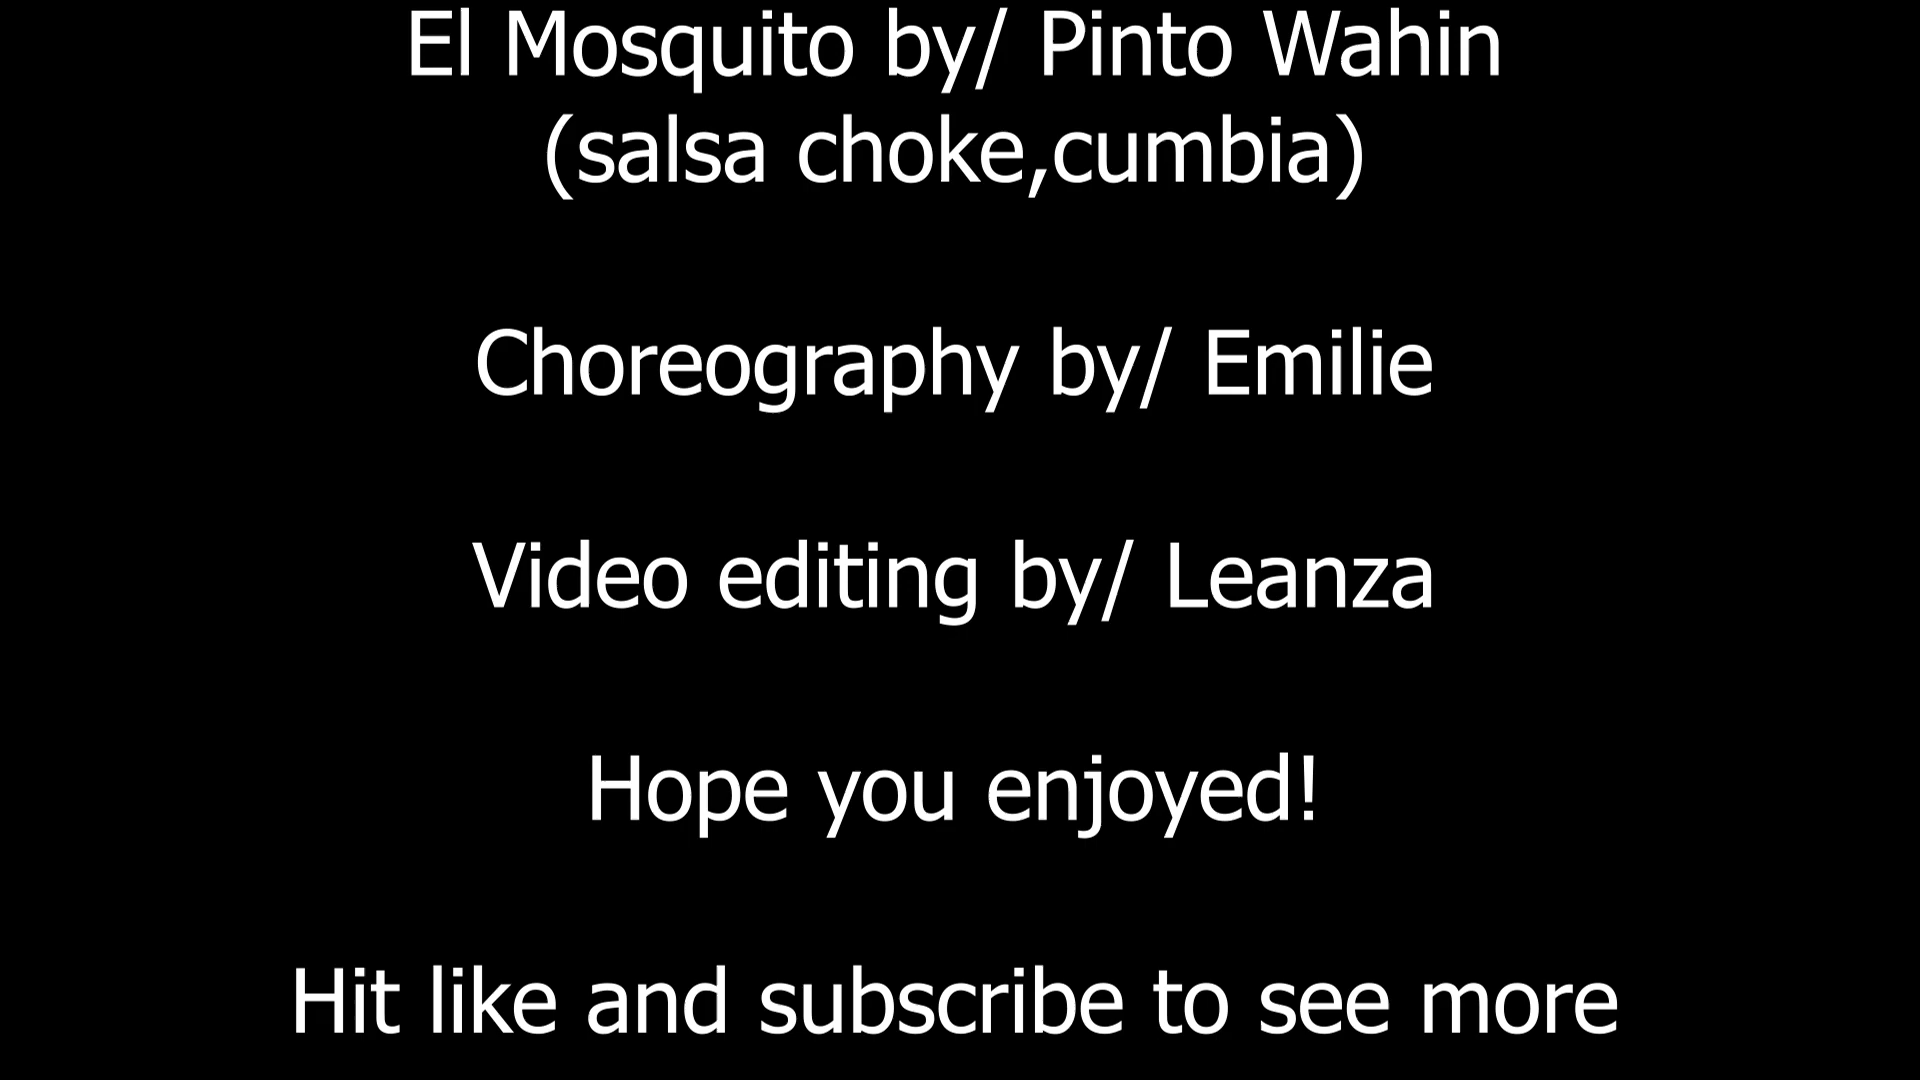 El Mosquito by/ Pinto Wahin
(salsa choke,cumbia)
Choreography by/ Emilie
Video editing by/ Leanza
Hope you enjoyed!
Hit like and subscribe to see more